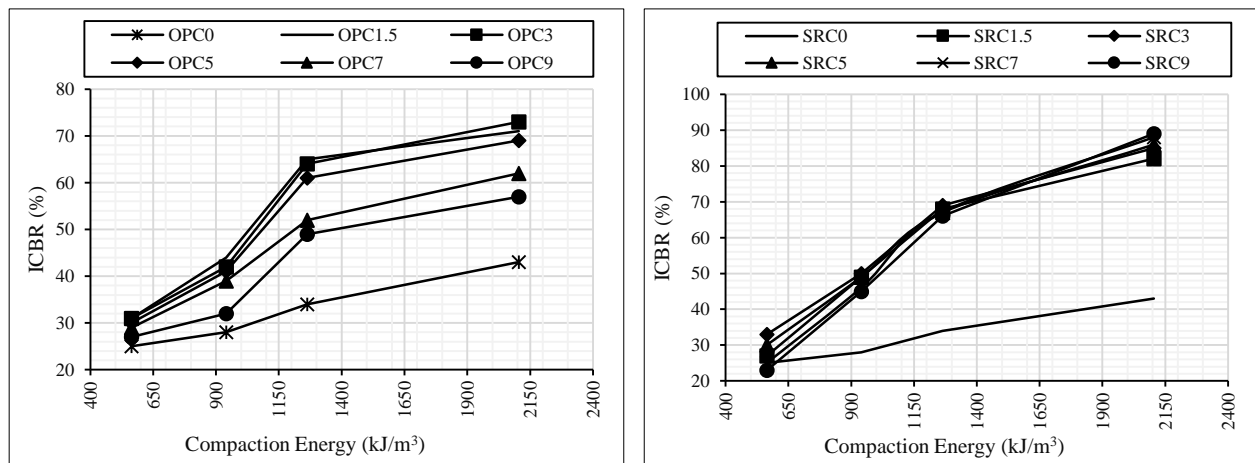 OPC0 OPC1.5 OPC3
OPC5 OPC7 OPC9
80
70
60
50
40
30
20
ICBR (%)
400 650 900 1150 1400 1650 1900 2150 2400
Compaction Energy (kJ/m³)
SRC0 SRC1.5 SRC3
SRC5 SRC7 SRC9
100
90
80
70
60
50
40
30
20
ICBR (%)
400 650 900 1150 1400 1650 1900 2150 2400
Compaction Energy (kJ/m³)